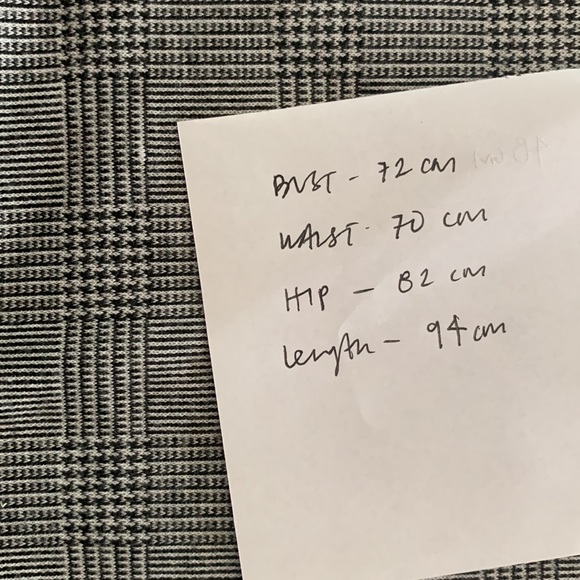 BUST - 72 cm
WAIST - 70 cm
HIP - 82 cm
Length - 94 cm